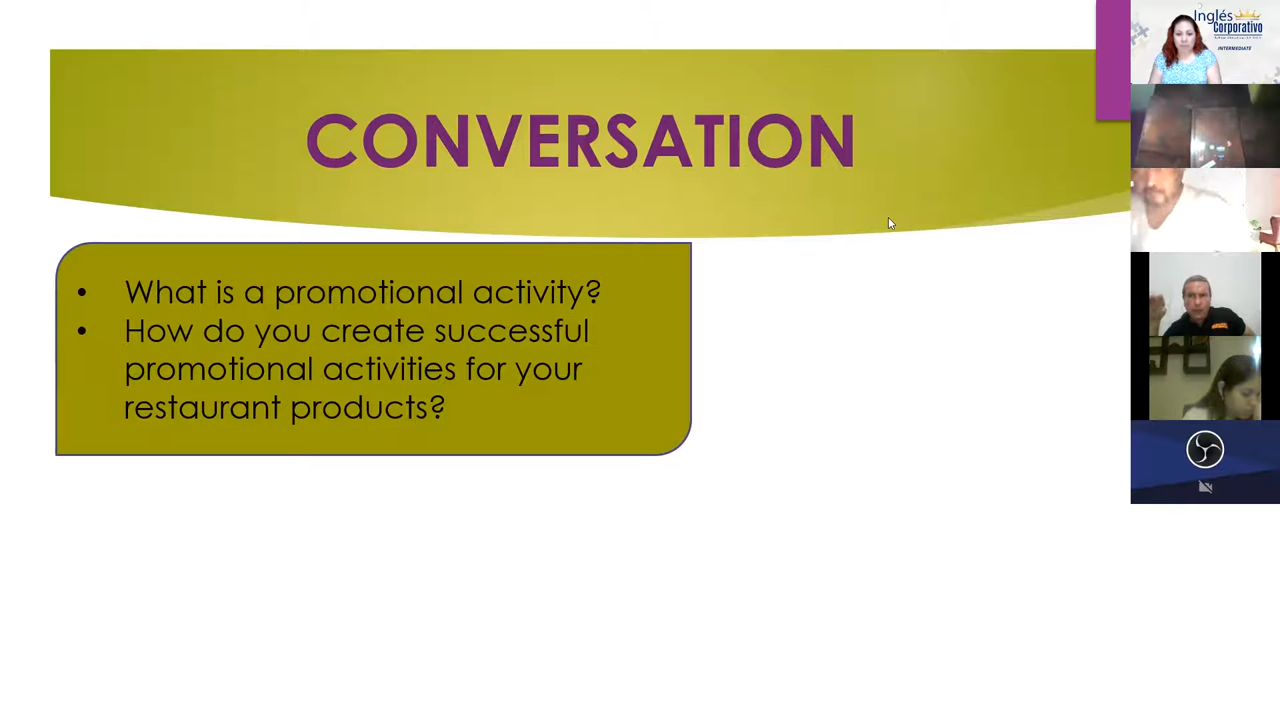 CONVERSATION
• What is a promotional activity?
• How do you create successful
promotional activities for your
restaurant products?
Inglés
Corporativo
INTERMEDIATE